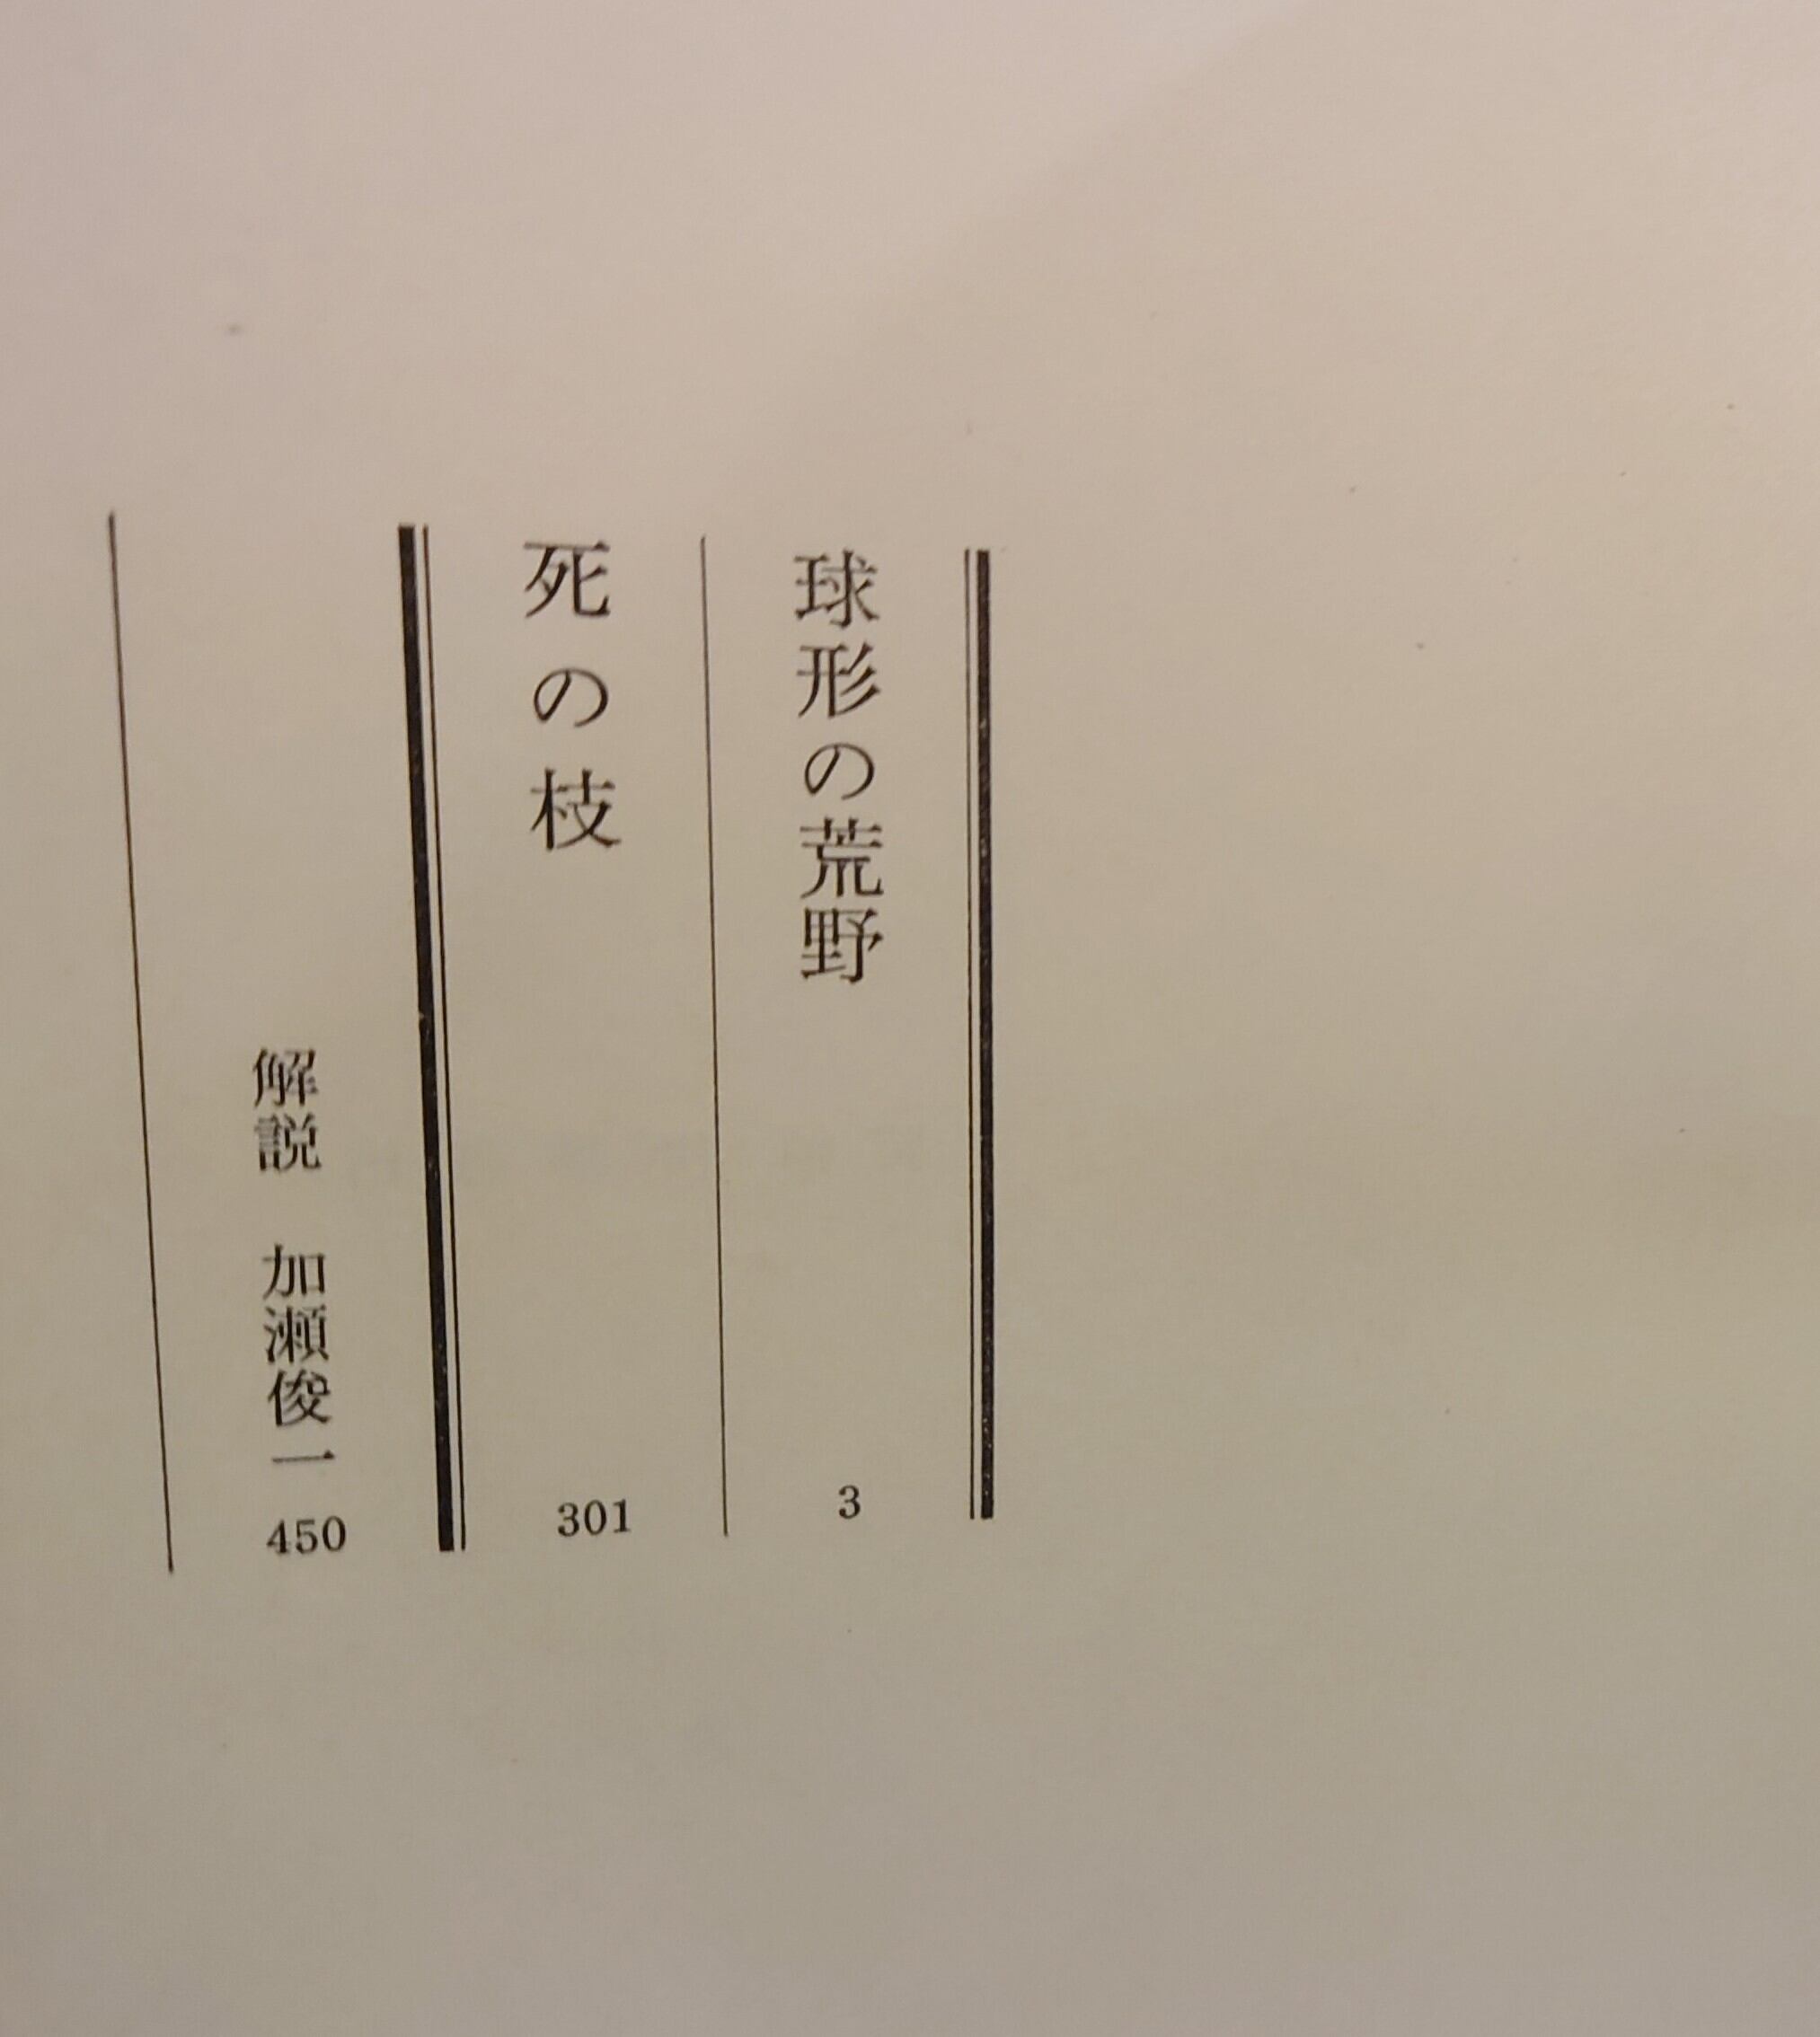 球形の荒野 3
死の枝 301
解説 加瀬俊一 450